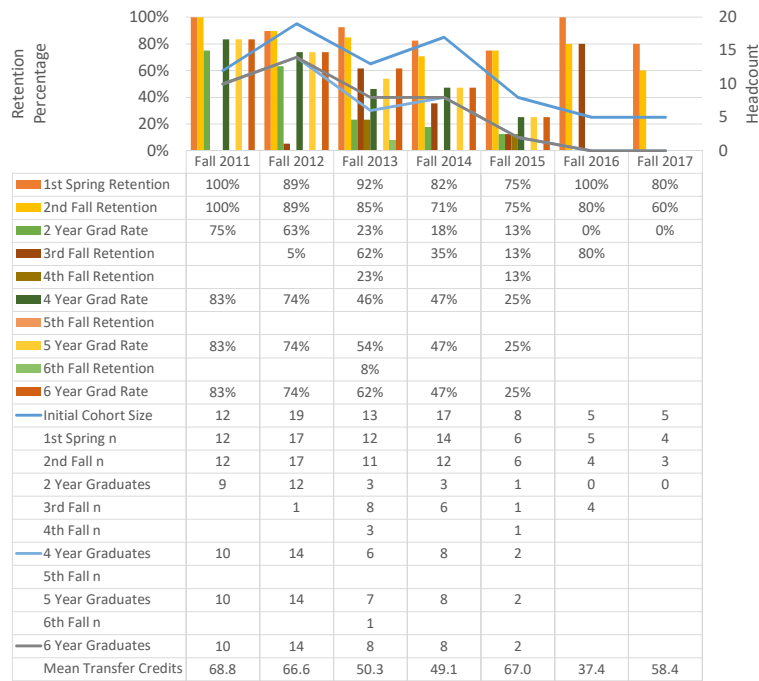 100% 20
80% 15
60% 10
40%
20% 5
0% 0
Retention
Percentage
Headcount
Fall 2011 Fall 2012 Fall 2013 Fall 2014 Fall 2015 Fall 2016 Fall 2017
1st Spring Retention 100% 89% 92% 82% 75% 100% 80%
2nd Fall Retention 100% 89% 85% 71% 75% 80% 60%
2 Year Grad Rate 75% 63% 23% 18% 13% 0% 0%
3rd Fall Retention 5% 62% 35% 13% 80%
4th Fall Retention 23% 13%
4 Year Grad Rate 83% 74% 46% 47% 25%
5th Fall Retention
5 Year Grad Rate 83% 74% 54% 47% 25%
6th Fall Retention 8%
6 Year Grad Rate 83% 74% 62% 47% 25%
Initial Cohort Size 12 19 13 17 8 5 5
1st Spring n 12 17 12 14 6 5 4
2nd Fall n 12 17 11 12 6 4 3
2 Year Graduates 9 12 3 3 1 0 0
3rd Fall n 1 8 6 1 4
4th Fall n 3 1
4 Year Graduates 10 14 6 8 2
5th Fall n
5 Year Graduates 10 14 7 8 2
6th Fall n 1
6 Year Graduates 10 14 8 8 2
Mean Transfer Credits 68.8 66.6 50.3 49.1 67.0 37.4 58.4